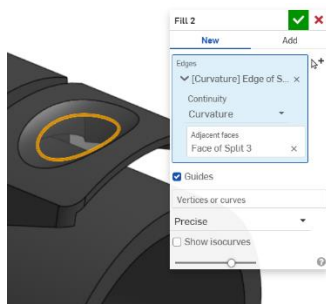 Fill 2
New Add
Edges
[Curvature] Edge of S...
Continuity
Curvature
Adjacent faces
Face of Split 3
Guides
Vertices or curves
Precise
Show isocurves